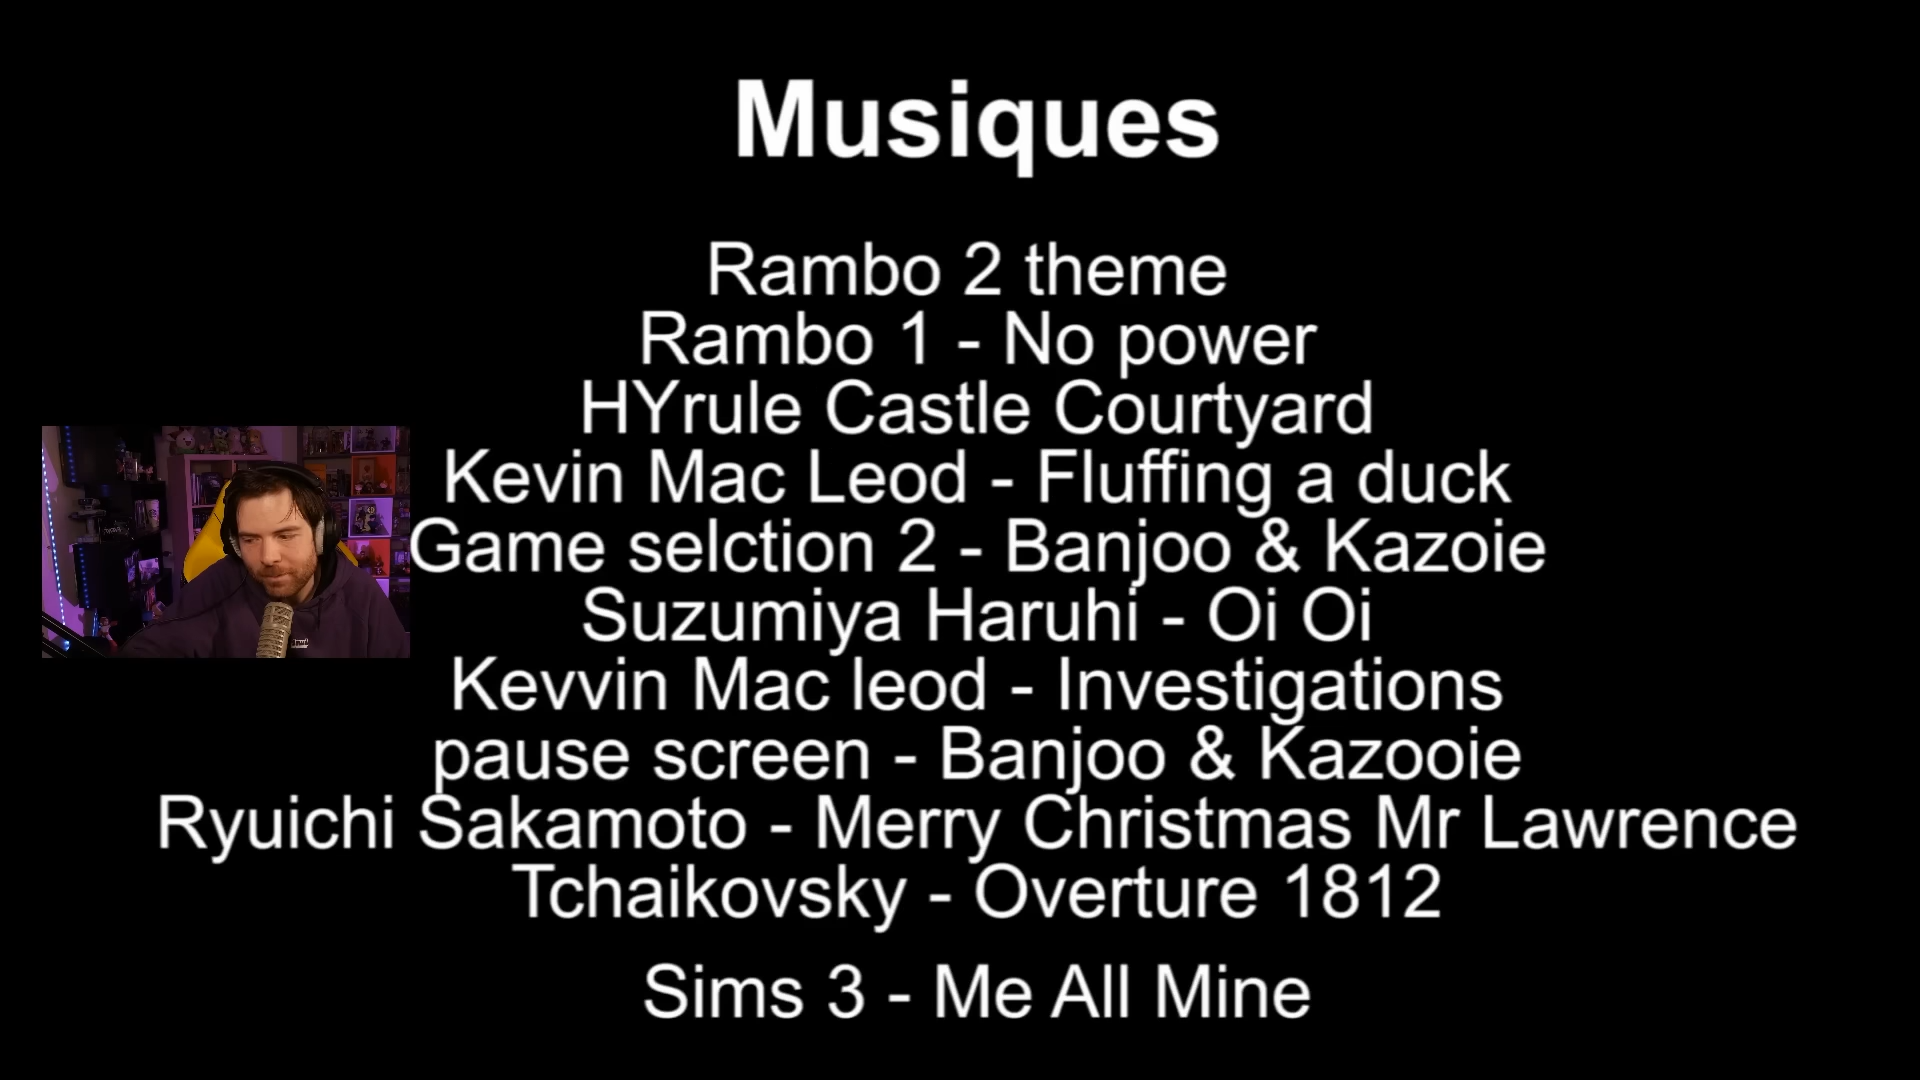 Musiques
Rambo 2 theme
Rambo 1 - No power
HYrule Castle Courtyard
Kevin Mac Leod - Fluffing a duck
Game selction 2 - Banjoo & Kazoie
Suzumiya Haruhi - Oi Oi
Kevvin Mac leod - Investigations
pause screen - Banjoo & Kazooie
Ryuichi Sakamoto - Merry Christmas Mr Lawrence
Tchaikovsky - Overture 1812
Sims 3 - Me All Mine